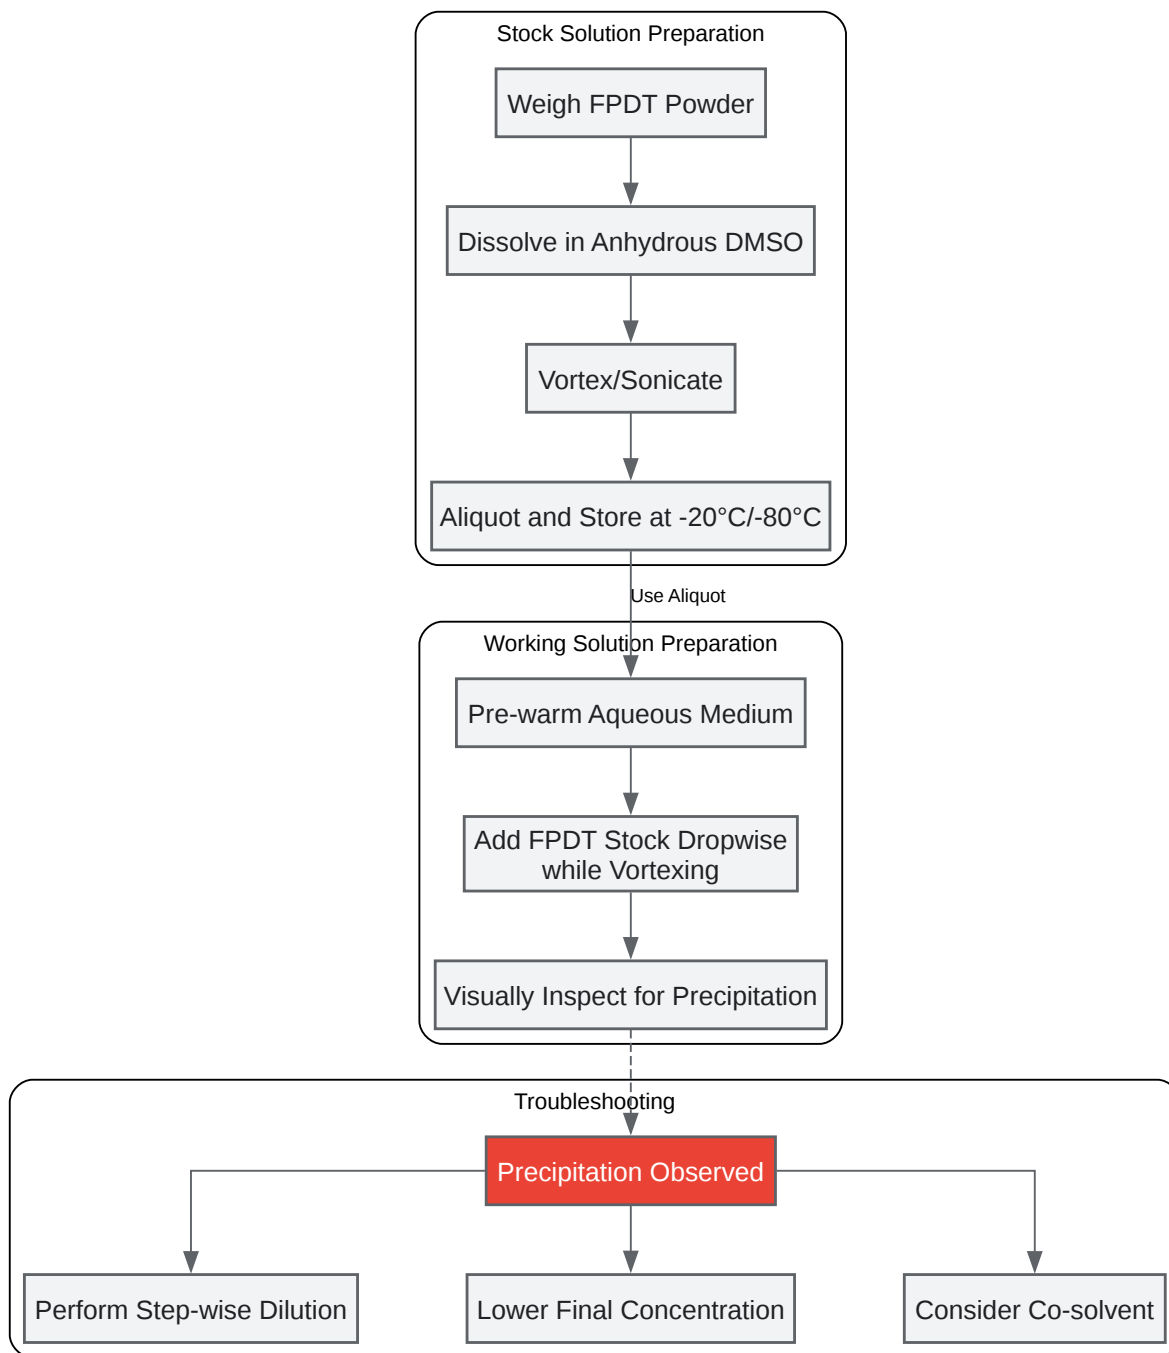 Stock Solution Preparation
Weigh FPDT Powder
Dissolve in Anhydrous DMSO
Vortex/Sonicate
Aliquot and Store at -20°C/-80°C
Use Aliquot
Working Solution Preparation
Pre-warm Aqueous Medium
Add FPDT Stock Dropwise
while Vortexing
Visually Inspect for Precipitation
Troubleshooting
Precipitation Observed
Perform Step-wise Dilution
Lower Final Concentration
Consider Co-solvent